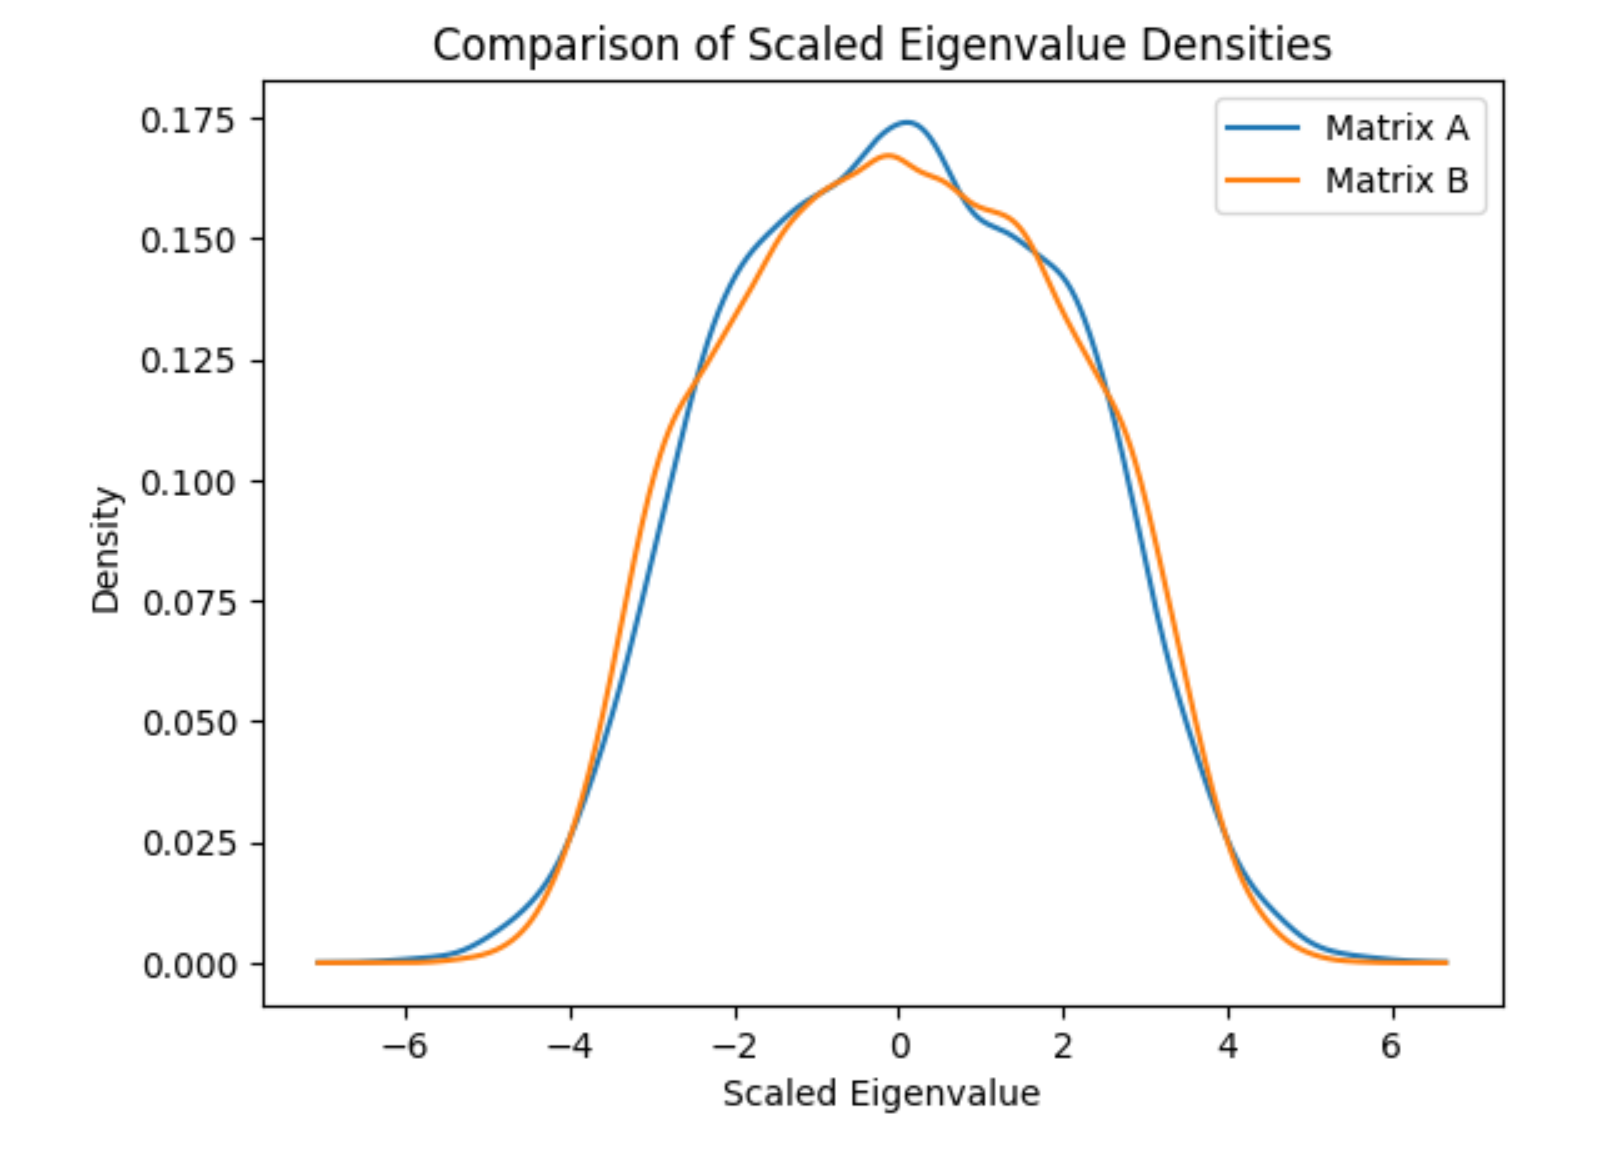 Comparison of Scaled Eigenvalue Densities
Matrix A
Matrix B
Density
0.175
0.150
0.125
0.100
0.075
0.050
0.025
0.000
−6 −4 −2 0 2 4 6
Scaled Eigenvalue